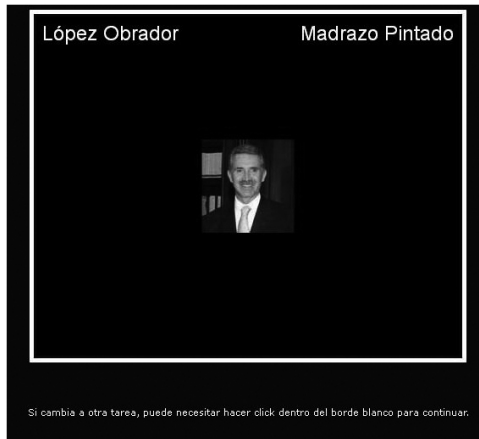 López Obrador
Madrazo Pintado
Si cambia a otra tarea, puede necesitar hacer click dentro del borde blanco para continuar.